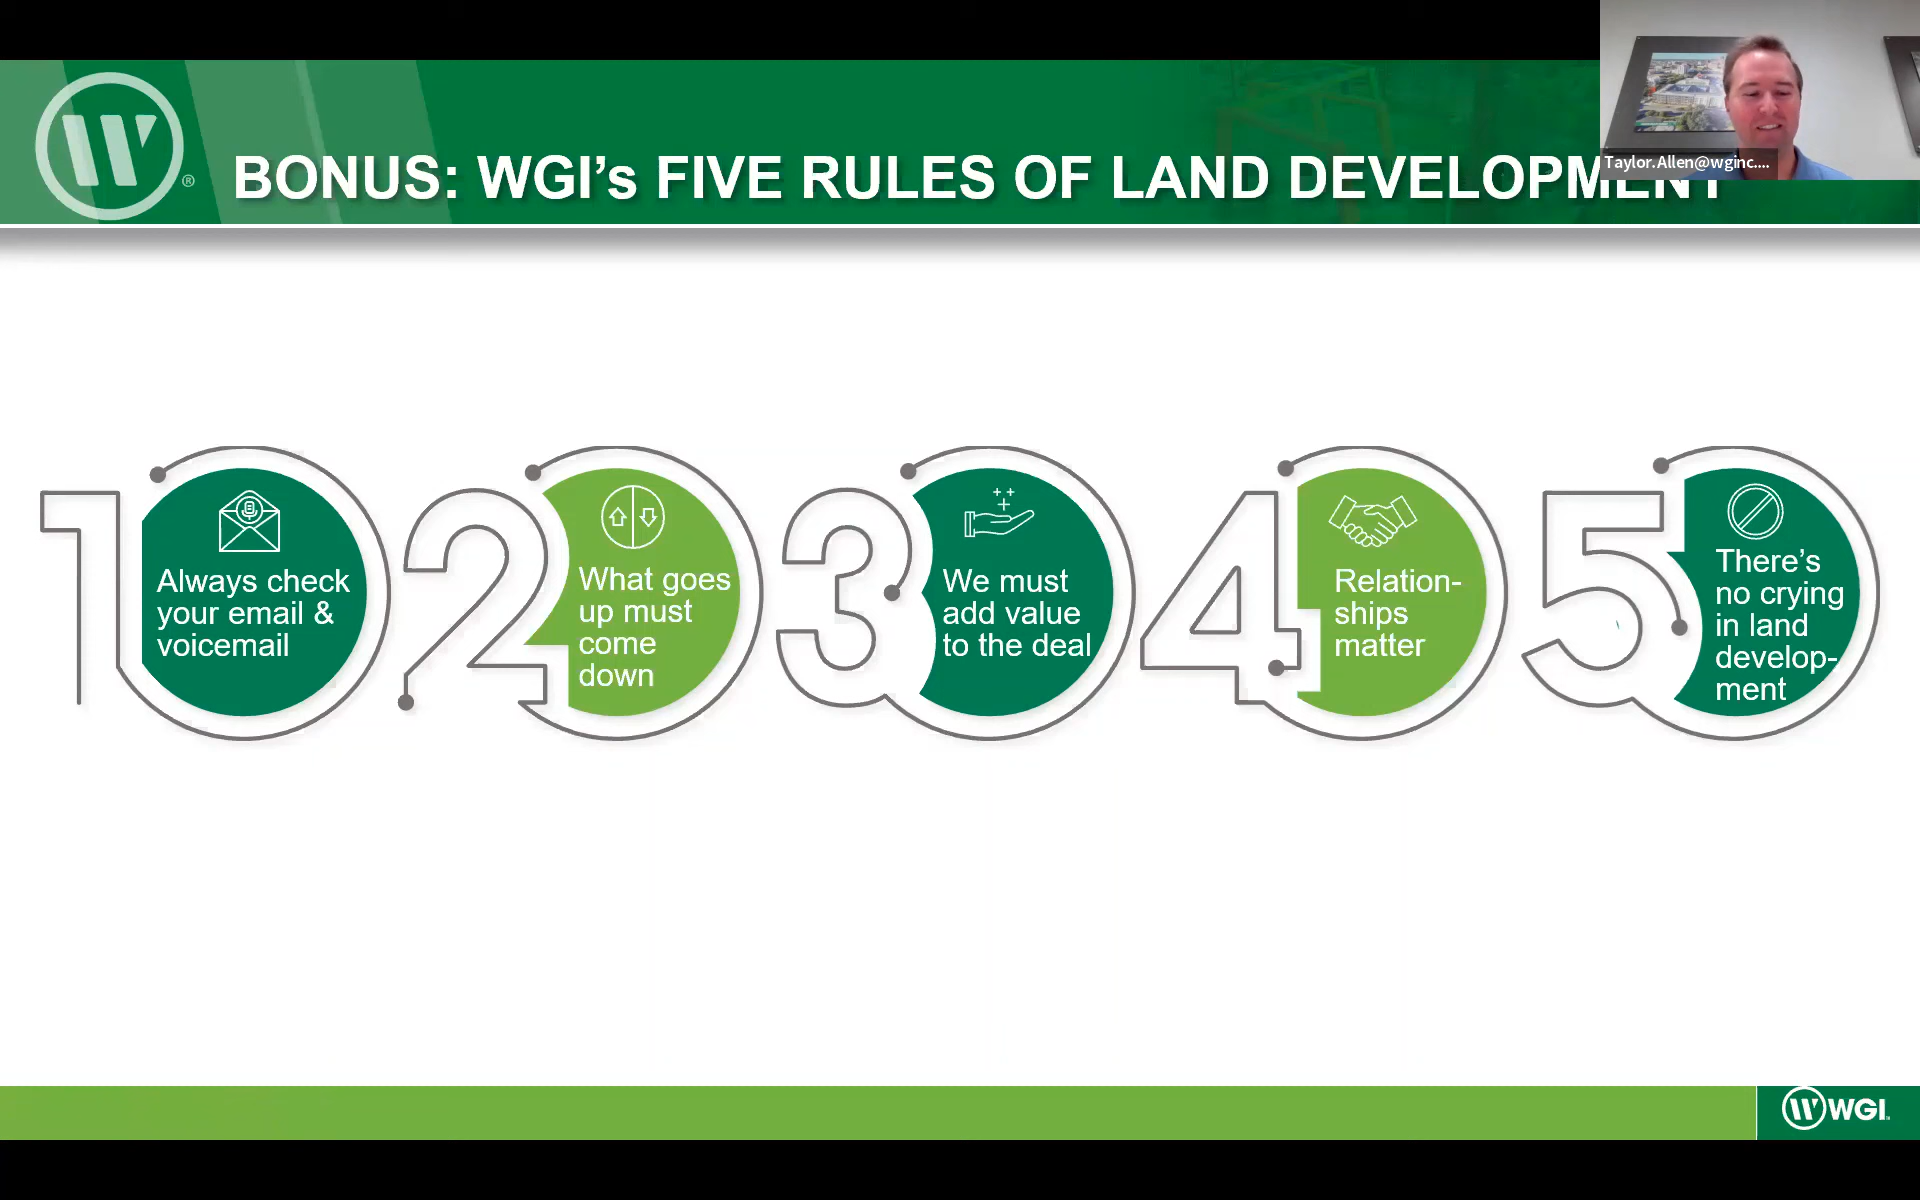 Taylor.Allen@wginc....
BONUS: WGI’s FIVE RULES OF LAND DEVELOPMENT
®
1
Always check
your email &
voicemail
2
What goes
up must
come
down
3
We must
add value
to the deal
4
Relation-
ships
matter
5
There’s
no crying
in land
develop-
ment
WGI